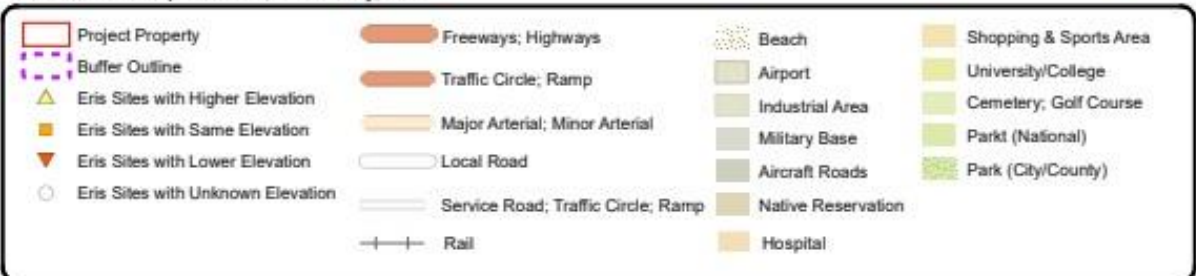 Project Property
Buffer Outline
Eris Sites with Higher Elevation
Eris Sites with Same Elevation
Eris Sites with Lower Elevation
Eris Sites with Unknown Elevation
Freeways; Highways
Traffic Circle; Ramp
Major Arterial; Minor Arterial
Local Road
Service Road; Traffic Circle; Ramp
Rail
Beach
Airport
Industrial Area
Military Base
Aircraft Roads
Native Reservation
Hospital
Shopping & Sports Area
University/College
Cemetery; Golf Course
Parkt (National)
Park (City/County)